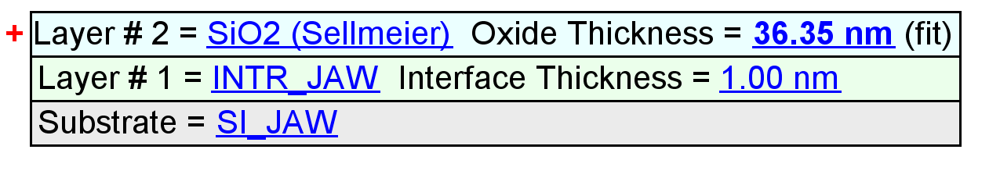 + Layer # 2 = SiO2 (Sellmeier) Oxide Thickness = 36.35 nm (fit)
Layer # 1 = INTR_JAW Interface Thickness = 1.00 nm
Substrate = SI_JAW